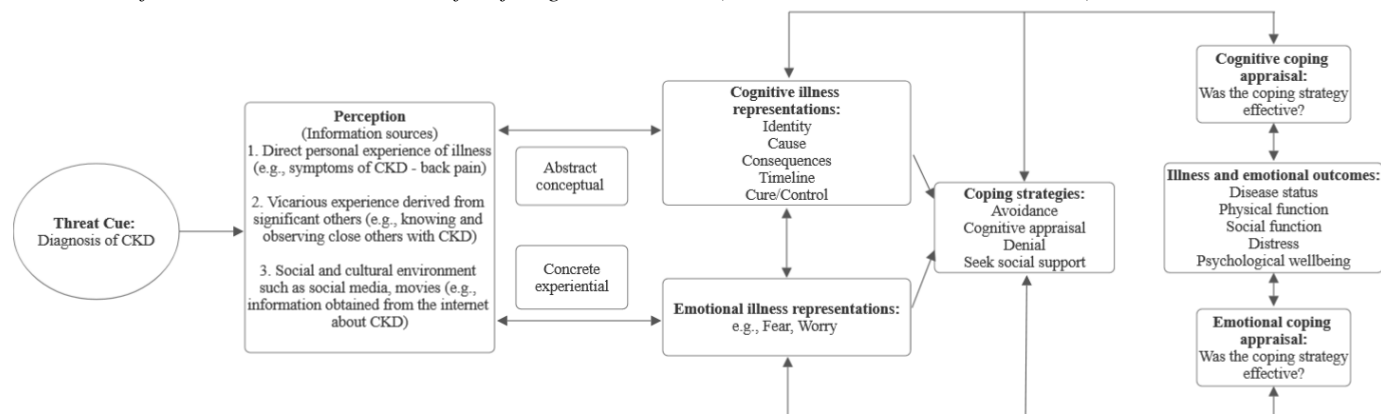 Threat Cue:
Diagnosis of CKD
Perception
(Information sources)
1. Direct personal experience of illness
(e.g., symptoms of CKD - back pain)
2. Vicarious experience derived from
significant others (e.g., knowing and
observing close others with CKD)
3. Social and cultural environment
such as social media, movies (e.g.,
information obtained from the internet
about CKD)
Abstract
conceptual
Concrete
experiential
Cognitive illness
representations:
Identity
Cause
Consequences
Timeline
Cure/Control
Emotional illness representations:
e.g., Fear, Worry
Coping strategies:
Avoidance
Cognitive appraisal
Denial
Seek social support
Cognitive coping
appraisal:
Was the coping strategy
effective?
Illness and emotional outcomes:
Disease status
Physical function
Social function
Distress
Psychological wellbeing
Emotional coping
appraisal:
Was the coping strategy
effective?